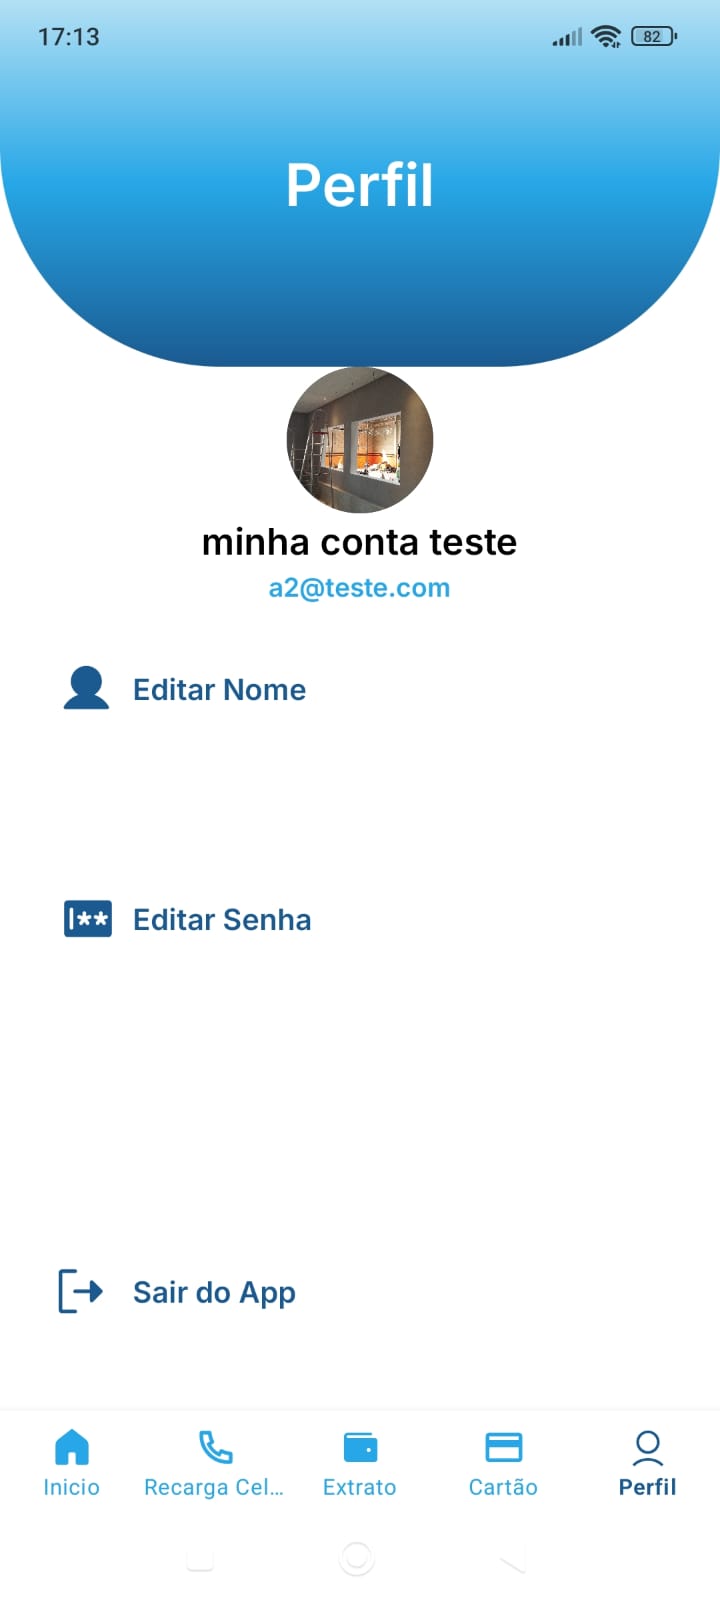 17:13
82
Perfil
minha conta teste
a2@teste.com
Editar Nome
Editar Senha
Sair do App
Inicio
Recarga Cel...
Extrato
Cartão
Perfil